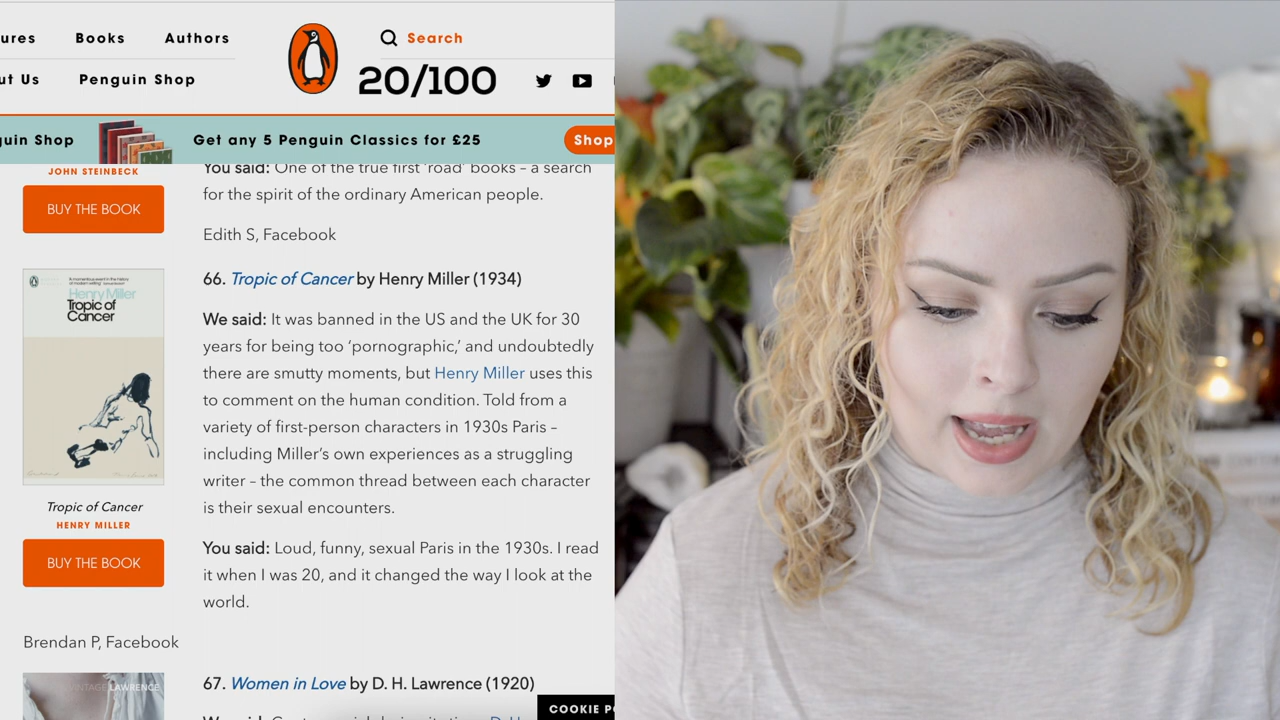 ures Books Authors
Search
ut Us Penguin Shop
20/100
guin Shop
Get any 5 Penguin Classics for £25
Shop
JOHN STEINBECK
BUY THE BOOK
You said: One of the true first 'road' books – a search
for the spirit of the ordinary American people.
Edith S, Facebook
66. Tropic of Cancer by Henry Miller (1934)
Henry Miller
Tropic of
Cancer
We said: It was banned in the US and the UK for 30
years for being too ‘pornographic,’ and undoubtedly
there are smutty moments, but Henry Miller uses this
to comment on the human condition. Told from a
variety of first-person characters in 1930s Paris –
including Miller’s own experiences as a struggling
writer – the common thread between each character
is their sexual encounters.
Tropic of Cancer
HENRY MILLER
BUY THE BOOK
You said: Loud, funny, sexual Paris in the 1930s. I read
it when I was 20, and it changed the way I look at the
world.
Brendan P, Facebook
VINTAGE LAWRENCE
67. Women in Love by D. H. Lawrence (1920)
COOKIE PO